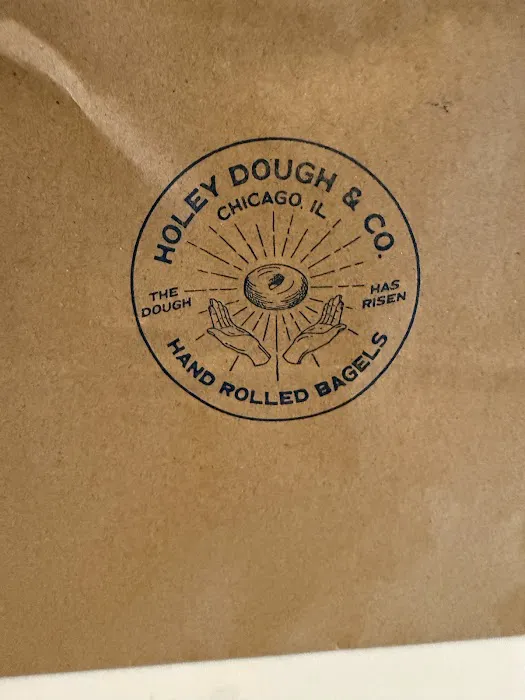 HOLEY DOUGH & CO.
CHICAGO, IL
THE
DOUGH
HAS
RISEN
HAND ROLLED BAGELS